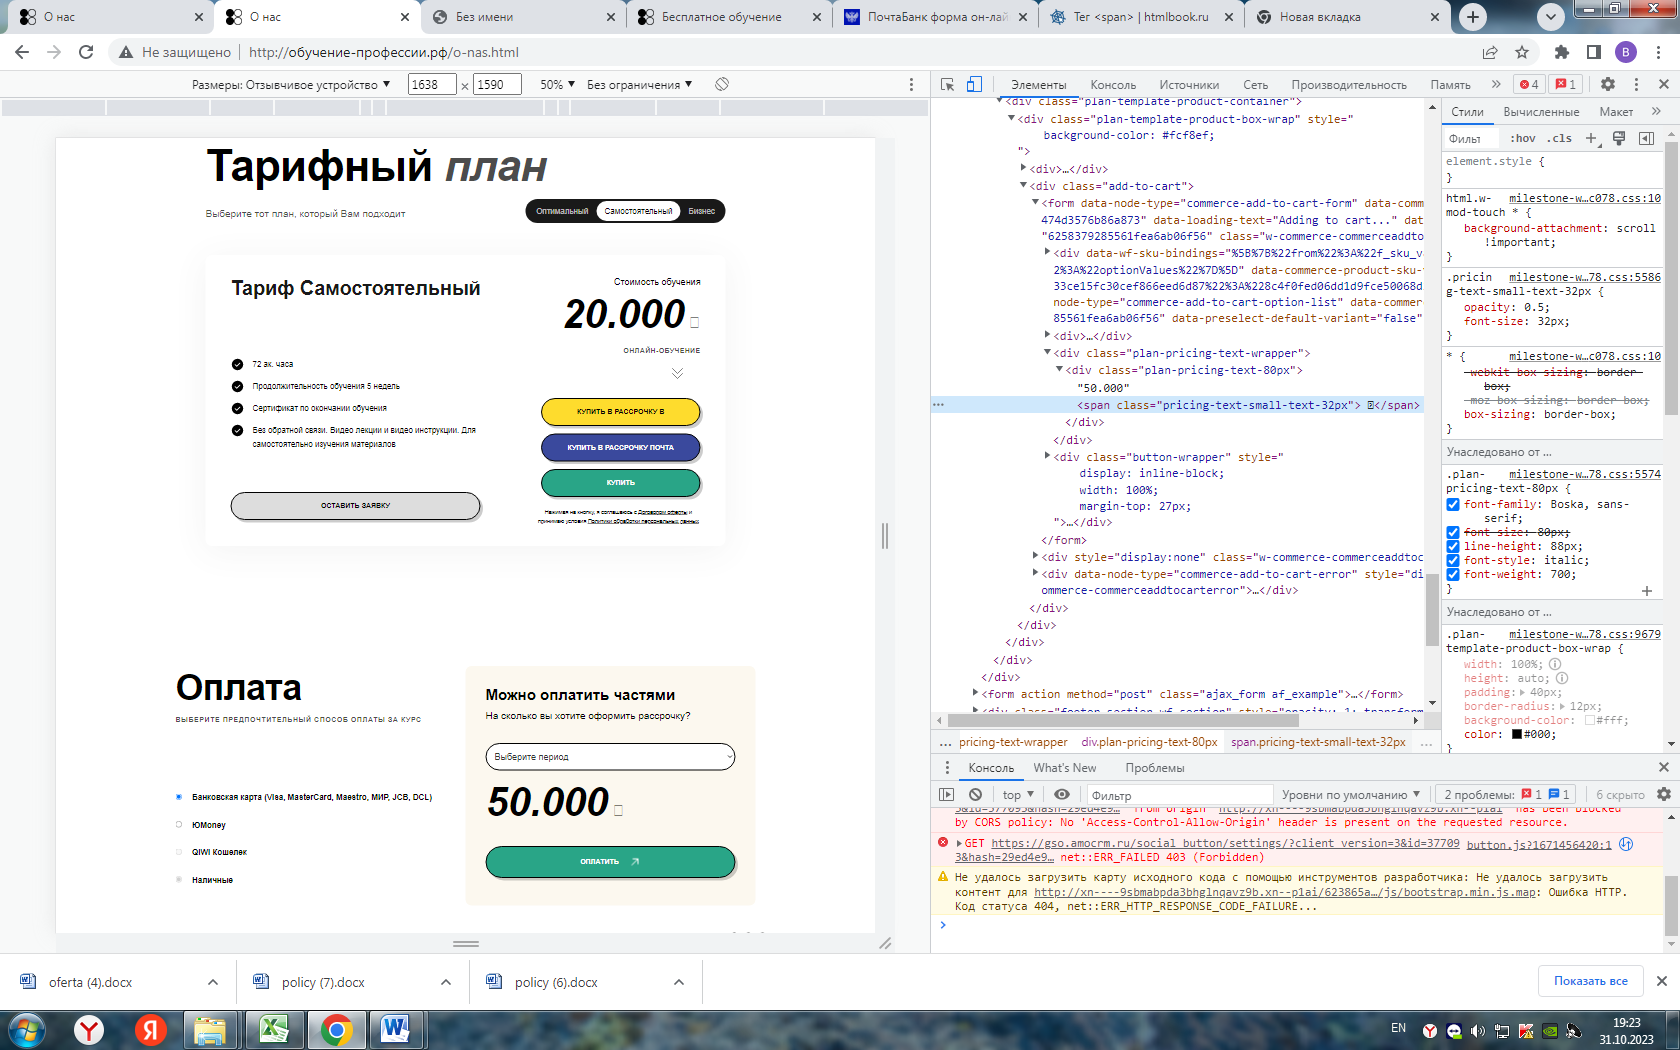 О нас
О нас
Без имени
Бесплатное обучение
ПочтаБанк форма он-лай
Тег <span> | htmlbook.ru
Новая вкладка
Не защищено | http://обучение-профессии.рф/o-nas.html
B
Размеры: Отзывчивое устройство ▼ 1638 × 1590 50% ▼ Без ограничения ▼
Тарифный план
Выберите тот план, который Вам подходит
Оптимальный Самостоятельный Бизнес
Тариф Самостоятельный
Стоимость обучения
20.000
ОНЛАЙН-ОБУЧЕНИЕ
72 ак. часа
Продолжительность обучения 5 недель
Сертификат по окончании обучения
Без обратной связи. Видео лекции и видео инструкции. Для
самостоятельно изучения материалов
КУПИТЬ В РАССРОЧКУ В
КУПИТЬ В РАССРОЧКУ ПОЧТА
КУПИТЬ
ОСТАВИТЬ ЗАЯВКУ
Нажимая на кнопку, я соглашаюсь с Договором оферты и
принимаю условия Политики обработки персональных данных
Оплата
ВЫБЕРИТЕ ПРЕДПОЧТИТЕЛЬНЫЙ СПОСОБ ОПЛАТЫ ЗА КУРС
Банковская карта (Visa, MasterCard, Maestro, МИР, JCB, DCL)
ЮMoney
QIWI Кошелек
Наличные
Можно оплатить частями
На сколько вы хотите оформить рассрочку?
Выберите период
50.000
ОПЛАТИТЬ
Элементы Консоль Источники Сеть Производительность Память » 4 1
<div class="plan-template-product-container">
<div class="plan-template-product-box-wrap" style="
background-color: #fcf8ef;
">
<div>…</div>
<div class="add-to-cart">
<form data-node-type="commerce-add-to-cart-form" data-comm
474d3576b86a873" data-loading-text="Adding to cart..." dat
"6258379285561fea6ab06f56" class="w-commerce-commerceaddto
<div data-wf-sku-bindings="%5B%7B%22from%22%3A%22f_sku_v
2%3A%22optionValues%22%7D%5D" data-commerce-product-sku-
33ce15fc30cef866eed6d87%22%3A%228c4f0fed06dd1d9fce50068d
node-type="commerce-add-to-cart-option-list" data-commer
85561fea6ab06f56" data-preselect-default-variant="false"
<div>…</div>
<div class="plan-pricing-text-wrapper">
<div class="plan-pricing-text-80px">
"50.000"
<span class="pricing-text-small-text-32px"> </span>
</div>
</div>
<div class="button-wrapper" style="
display: inline-block;
width: 100%;
margin-top: 27px;
">…</div>
</form>
<div style="display:none" class="w-commerce-commerceaddtoc
<div data-node-type="commerce-add-to-cart-error" style="di
ommerce-commerceaddtocarterror">…</div>
</div>
</div>
</div>
</div>
</div>
<form action method="post" class="ajax_form af_example">…</form>
<div class="footer-section wf-section" style="opacity: 1; transform
… pricing-text-wrapper div.plan-pricing-text-80px span.pricing-text-small-text-32px …
Стили Вычисленные Макет »
Фильт :hov .cls +
element.style {
}
html.w- milestone-w…c078.css:10
mod-touch * {
background-attachment: scroll
!important;
}
.pricin milestone-w…78.css:5586
g-text-small-text-32px {
opacity: 0.5;
font-size: 32px;
}
* { milestone-w…c078.css:10
-webkit-box-sizing: border-
box;
-moz-box-sizing: border-box;
box-sizing: border-box;
}
Унаследовано от ...
.plan- milestone-w…78.css:5574
pricing-text-80px {
font-family: Boska, sans-
serif;
font-size: 80px;
line-height: 88px;
font-style: italic;
font-weight: 700;
}
Унаследовано от ...
.plan- milestone-w…78.css:9679
template-product-box-wrap {
width: 100%;
height: auto;
padding: 40px;
border-radius: 12px;
background-color: #fff;
color: #000;
}
Консоль What's New Проблемы
top ▼ Фильтр Уровни по умолчанию ▼ 2 проблемы: 1 1 6 скрыто
by CORS policy: No 'Access-Control-Allow-Origin' header is present on the requested resource.
GET https://gso.amocrm.ru/social_button/settings/?client_version=3&id=37709 button.js?1671456420:1
3&hash=29ed4e9… net::ERR_FAILED 403 (Forbidden)
Не удалось загрузить карту исходного кода с помощью инструментов разработчика: Не удалось загрузить
контент для http://xn----9sbmabpda3bhglnqavz9b.xn--p1ai/623865a…/js/bootstrap.min.js.map: Ошибка HTTP.
Код статуса 404, net::ERR_HTTP_RESPONSE_CODE_FAILURE...
oferta (4).docx
policy (7).docx
policy (6).docx
Показать все
EN
19:23
31.10.2023